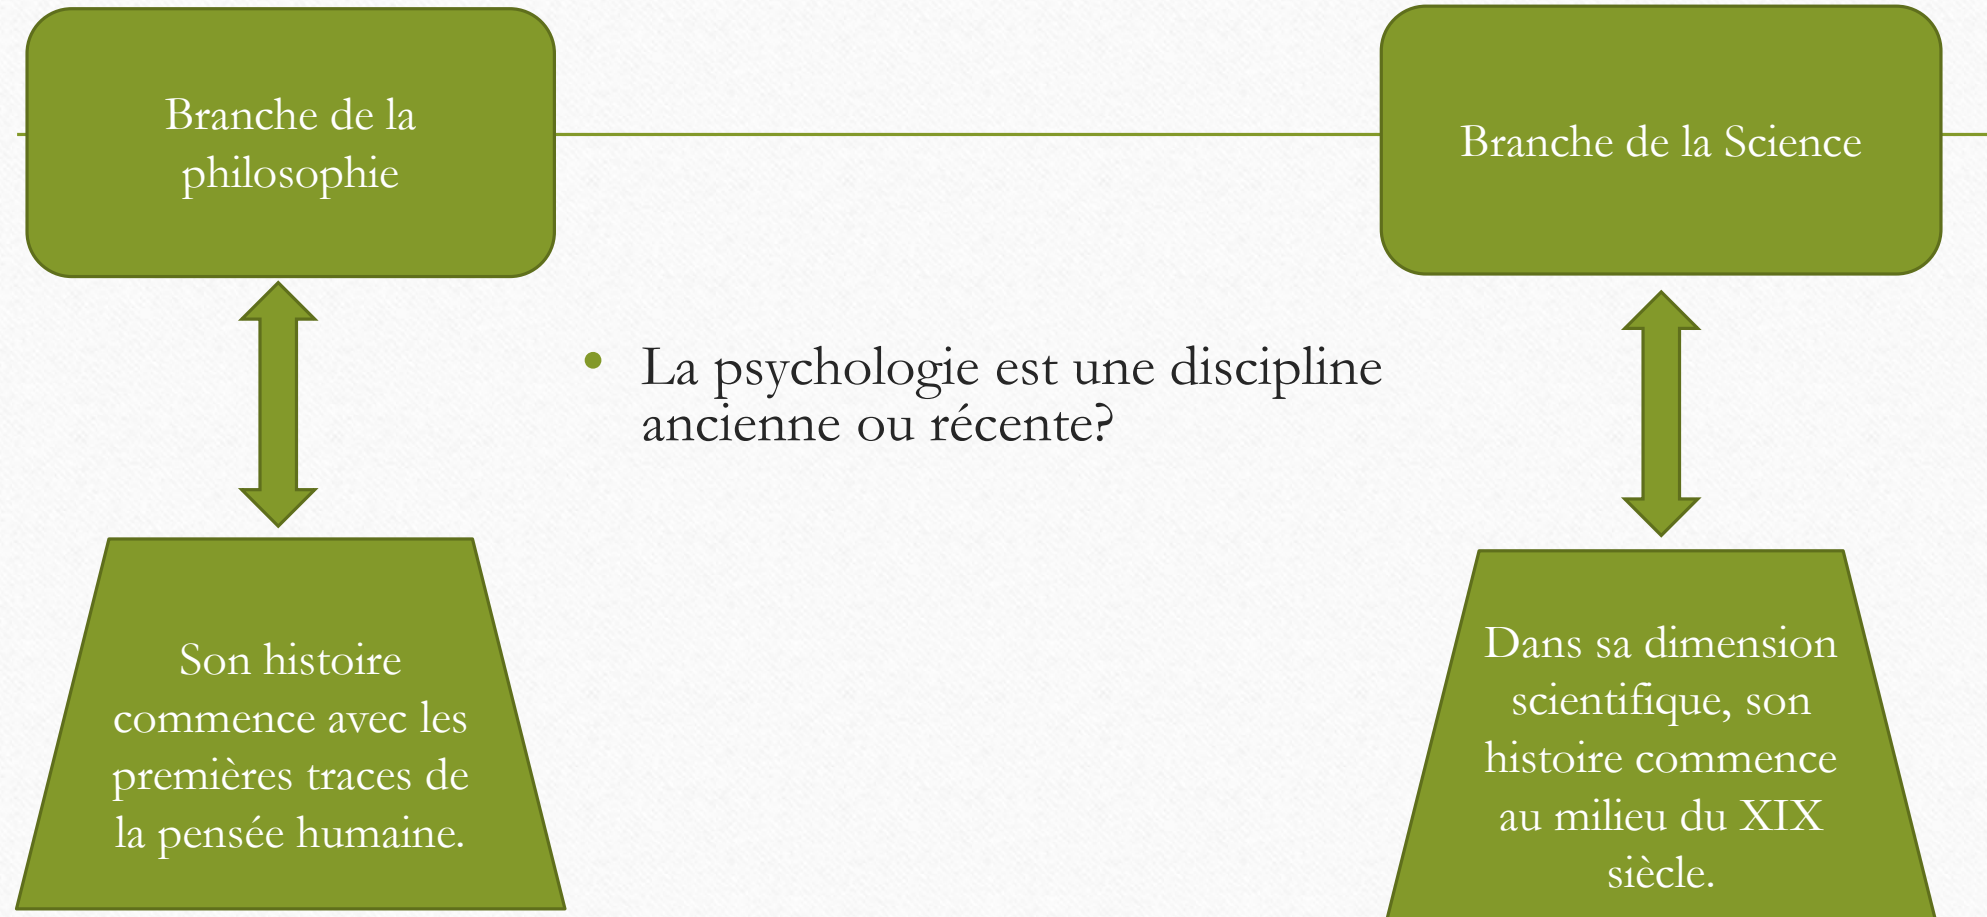 Branche de la
philosophie
Branche de la Science
• La psychologie est une discipline
ancienne ou récente?
Son histoire
commence avec les
premières traces de
la pensée humaine.
Dans sa dimension
scientifique, son
histoire commence
au milieu du XIX
siècle.